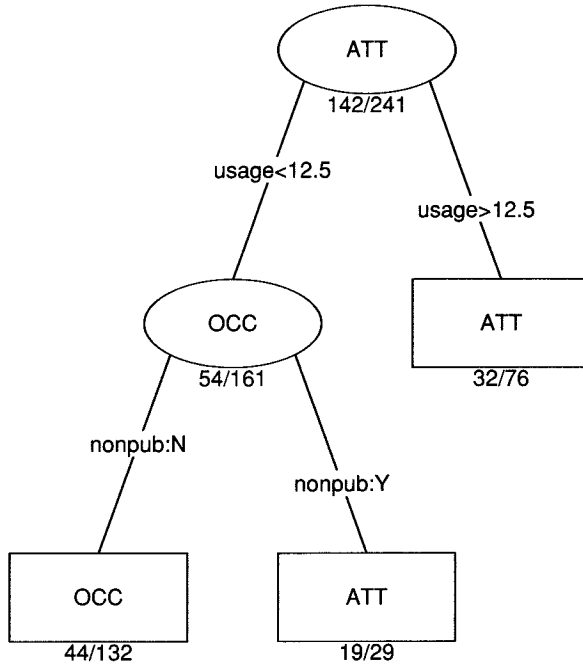 ATT
142/241
usage<12.5
usage>12.5
OCC
54/161
ATT
32/76
nonpub:N
nonpub:Y
OCC
44/132
ATT
19/29